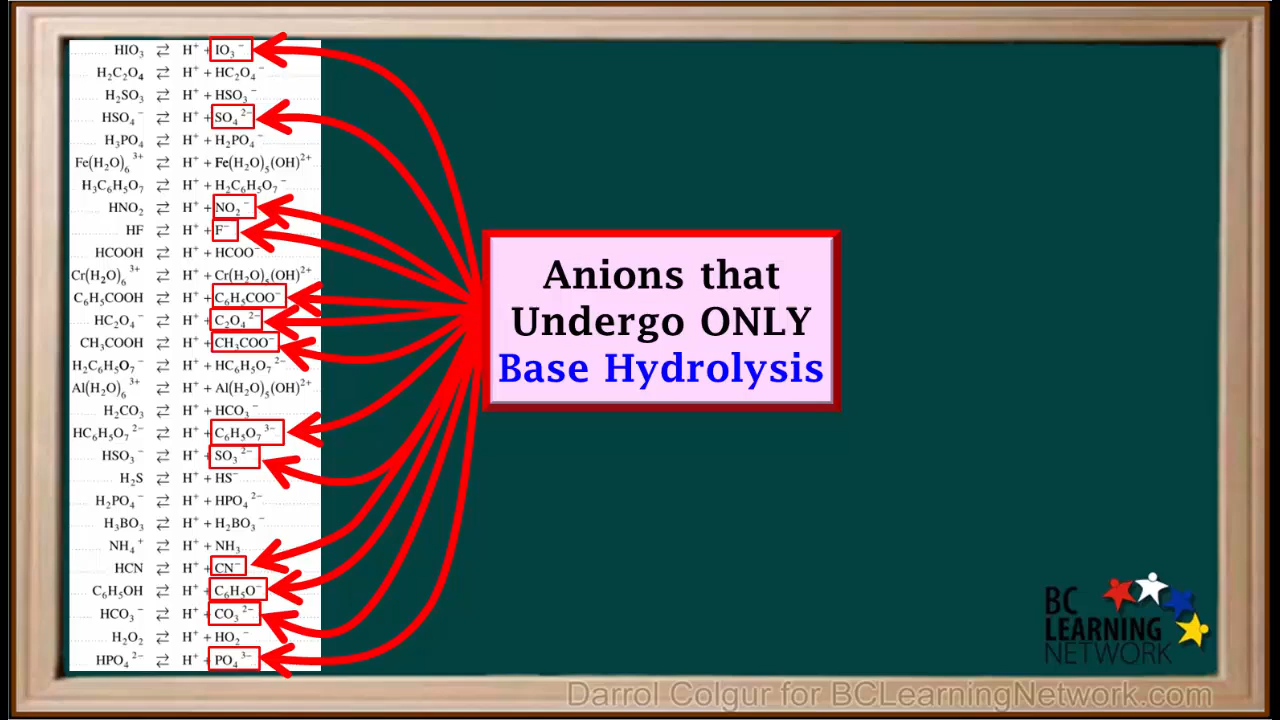 HIO₃ ⇄ H⁺ + IO₃⁻
H₂C₂O₄ ⇄ H⁺ + HC₂O₄⁻
H₂SO₃ ⇄ H⁺ + HSO₃⁻
HSO₄⁻ ⇄ H⁺ + SO₄²⁻
H₃PO₄ ⇄ H⁺ + H₂PO₄⁻
Fe(H₂O)₆³⁺ ⇄ H⁺ + Fe(H₂O)₅(OH)²⁺
H₃C₆H₅O₇ ⇄ H⁺ + H₂C₆H₅O₇⁻
HNO₂ ⇄ H⁺ + NO₂⁻
HF ⇄ H⁺ + F⁻
HCOOH ⇄ H⁺ + HCOO⁻
Cr(H₂O)₆³⁺ ⇄ H⁺ + Cr(H₂O)₅(OH)²⁺
C₆H₅COOH ⇄ H⁺ + C₆H₅COO⁻
HC₂O₄⁻ ⇄ H⁺ + C₂O₄²⁻
CH₃COOH ⇄ H⁺ + CH₃COO⁻
H₂C₆H₅O₇⁻ ⇄ H⁺ + HC₆H₅O₇²⁻
Al(H₂O)₆³⁺ ⇄ H⁺ + Al(H₂O)₅(OH)²⁺
H₂CO₃ ⇄ H⁺ + HCO₃⁻
HC₆H₅O₇²⁻ ⇄ H⁺ + C₆H₅O₇³⁻
HSO₃⁻ ⇄ H⁺ + SO₃²⁻
H₂S ⇄ H⁺ + HS⁻
H₂PO₄⁻ ⇄ H⁺ + HPO₄²⁻
H₃BO₃ ⇄ H⁺ + H₂BO₃⁻
NH₄⁺ ⇄ H⁺ + NH₃
HCN ⇄ H⁺ + CN⁻
C₆H₅OH ⇄ H⁺ + C₆H₅O⁻
HCO₃⁻ ⇄ H⁺ + CO₃²⁻
H₂O₂ ⇄ H⁺ + HO₂⁻
HPO₄²⁻ ⇄ H⁺ + PO₄³⁻
Anions that
Undergo ONLY
Base Hydrolysis
BC
LEARNING
NETWORK
Darrol Colgur for BCLearningNetwork.com